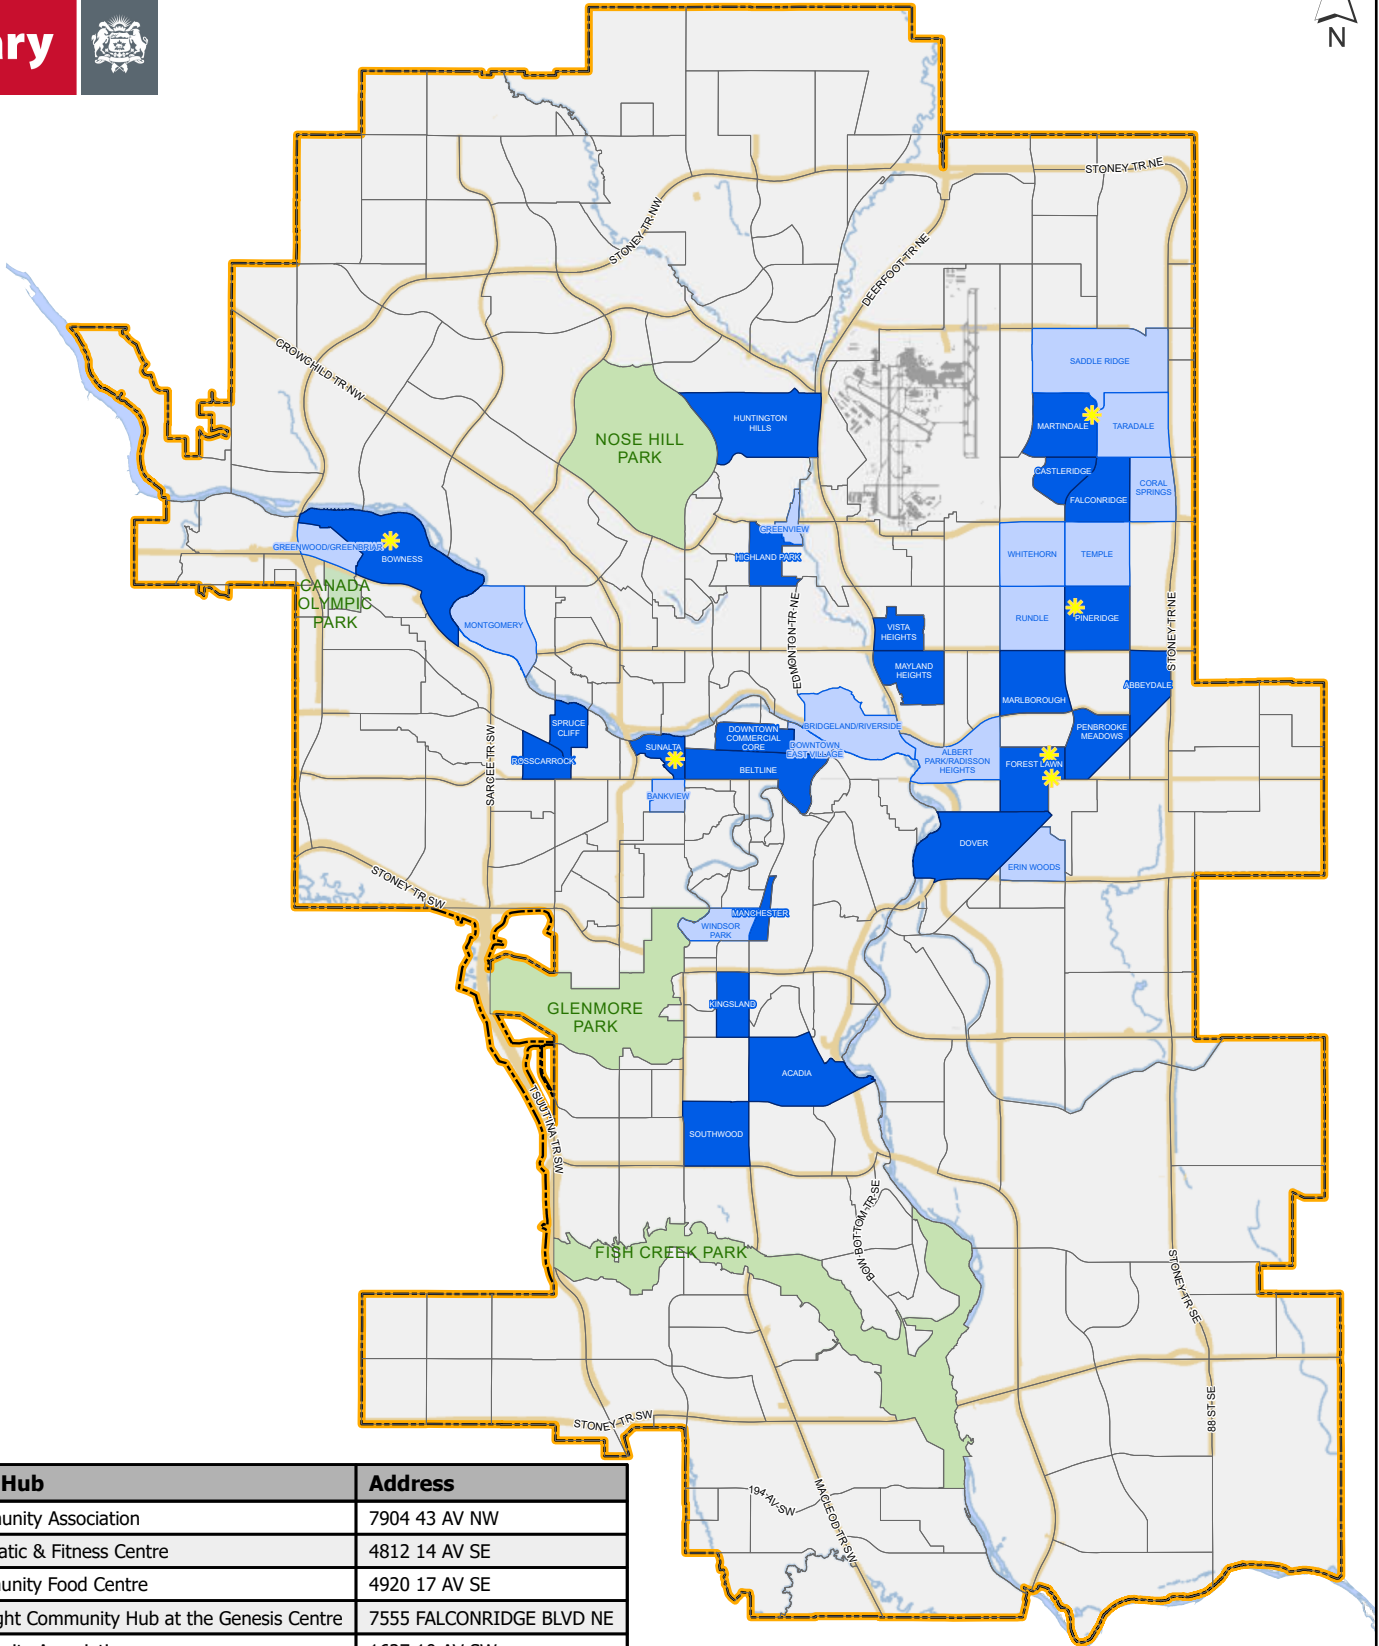 ry
N
STONEY TR NE
STONEY TR NW
DEERFOOT TR NE
CROWCHILD TR NW
SADDLE RIDGE
HUNTINGTON
HILLS
MARTINDALE
TARADALE
NOSE HILL
PARK
CASTLERIDGE
CORAL
SPRINGS
FALCONRIDGE
GREENVIEW
GREENWOOD/GREENBRIAR
BOWNESS
HIGHLAND PARK
WHITEHORN
TEMPLE
CANADA
OLYMPIC
PARK
MONTGOMERY
EDMONTON TR NE
VISTA
HEIGHTS
RUNDLE
PINERIDGE
STONEY TR NE
MAYLAND
HEIGHTS
ABBEYDALE
MARLBOROUGH
SPRUCE
CLIFF
BRIDGELAND/RIVERSIDE
PENBROOKE
MEADOWS
SARCEE TR SW
ROSSCARROCK
SUNALTA
DOWNTOWN
COMMERCIAL
CORE
DOWNTOWN
EAST VILLAGE
ALBERT
PARK/RADISSON
HEIGHTS
FOREST LAWN
BELTLINE
BANKVIEW
DOVER
ERIN WOODS
STONEY TR SW
MANCHESTER
WINDSOR
PARK
KINGSLAND
GLENMORE
PARK
ACADIA
TSUUT'INA TR SW
SOUTHWOOD
BOW BOTTOM TR SE
FISH CREEK PARK
STONEY TR SE
88 ST SE
STONEY TR SW
194 AV SW
MACLEOD TR SW
Hub Address
unity Association 7904 43 AV NW
atic & Fitness Centre 4812 14 AV SE
unity Food Centre 4920 17 AV SE
ght Community Hub at the Genesis Centre 7555 FALCONRIDGE BLVD NE